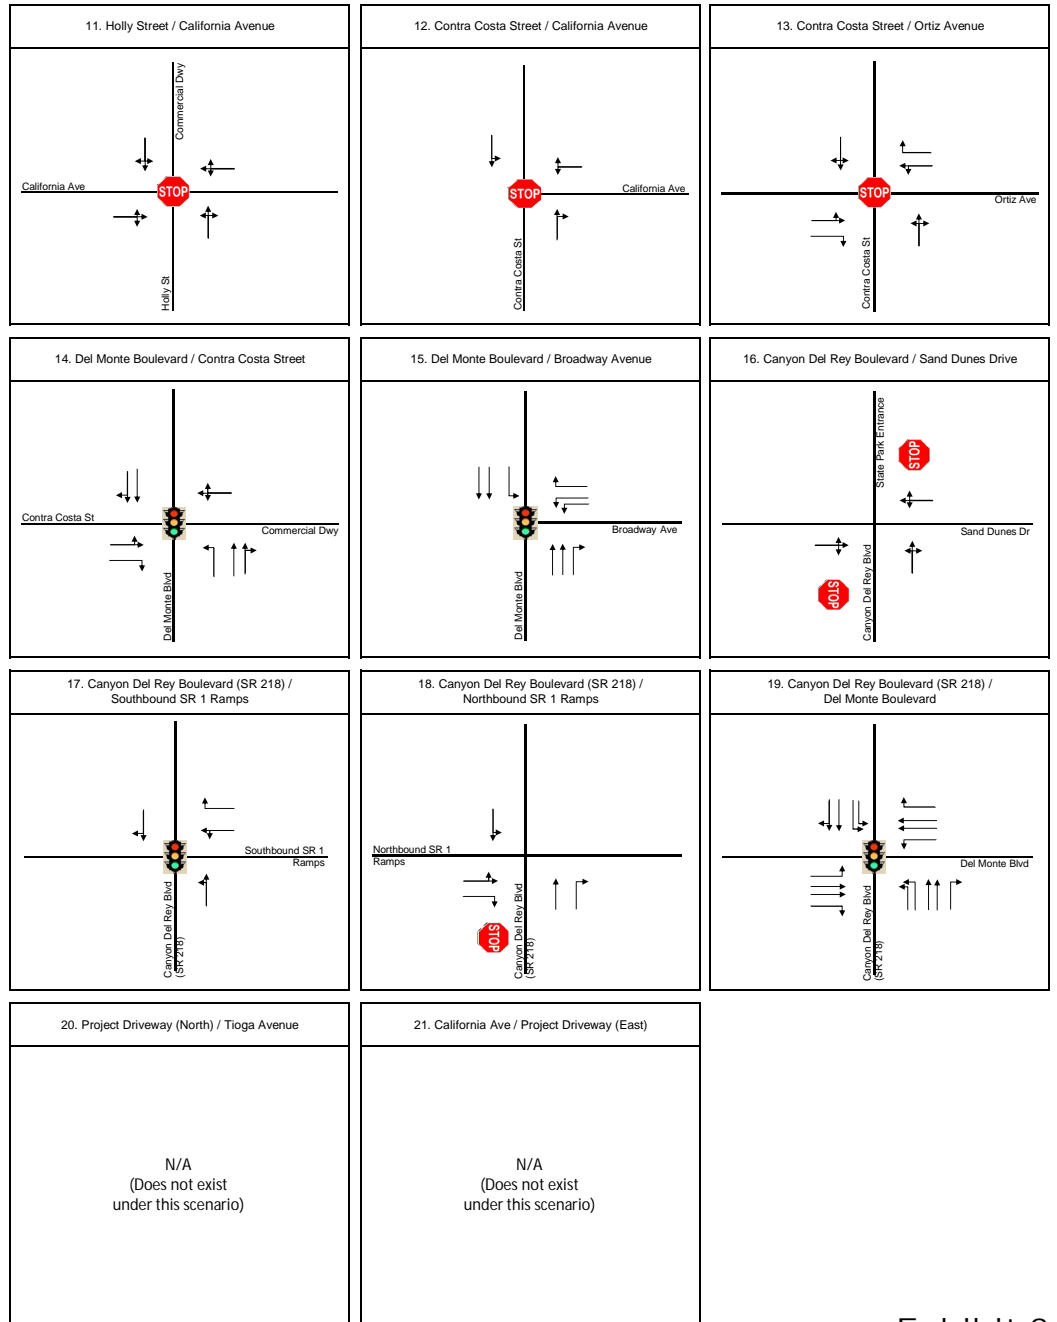 11. Holly Street / California Avenue
Commercial Dwy
California Ave
STOP
Holly St
12. Contra Costa Street / California Avenue
STOP
California Ave
Contra Costa St
13. Contra Costa Street / Ortiz Avenue
STOP
Ortiz Ave
Contra Costa St
14. Del Monte Boulevard / Contra Costa Street
Contra Costa St
Commercial Dwy
Del Monte Blvd
15. Del Monte Boulevard / Broadway Avenue
Broadway Ave
Del Monte Blvd
16. Canyon Del Rey Boulevard / Sand Dunes Drive
State Park Entrance
STOP
Sand Dunes Dr
STOP
Canyon Del Rey Blvd
17. Canyon Del Rey Boulevard (SR 218) /
Southbound SR 1 Ramps
Southbound SR 1
Ramps
Canyon Del Rey Blvd
(SR 218)
18. Canyon Del Rey Boulevard (SR 218) /
Northbound SR 1 Ramps
Northbound SR 1
Ramps
STOP
Canyon Del Rey Blvd
(SR 218)
19. Canyon Del Rey Boulevard (SR 218) /
Del Monte Boulevard
Del Monte Blvd
Canyon Del Rey Blvd
(SR 218)
20. Project Driveway (North) / Tioga Avenue
N/A
(Does not exist
under this scenario)
21. California Ave / Project Driveway (East)
N/A
(Does not exist
under this scenario)